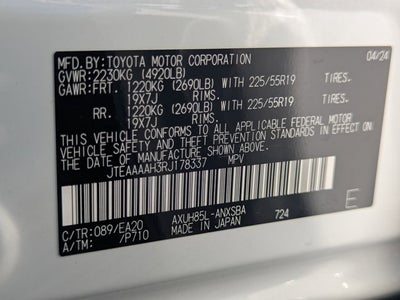 MFD.BY:TOYOTA MOTOR CORPORATION 04/24
GVWR:2230KG (4920LB)
GAWR:FRT. 1220KG (2690LB) WITH 225/55R19 TIRES.
19X7J RIMS.
RR. 1220KG (2690LB) WITH 225/55R19 TIRES.
19X7J RIMS.
THIS VEHICLE CONFORMS TO ALL APPLICABLE FEDERAL MOTOR
VEHICLE SAFETY AND THEFT PREVENTION STANDARDS IN EFFECT
ON THE DATE OF MANUFACTURE SHOWN ABOVE.
JTEAAAAH3RJ178337 MPV
C/TR:089/EA20 AXUH85L-ANXSBA 724 E
A/TM: /P710 MADE IN JAPAN